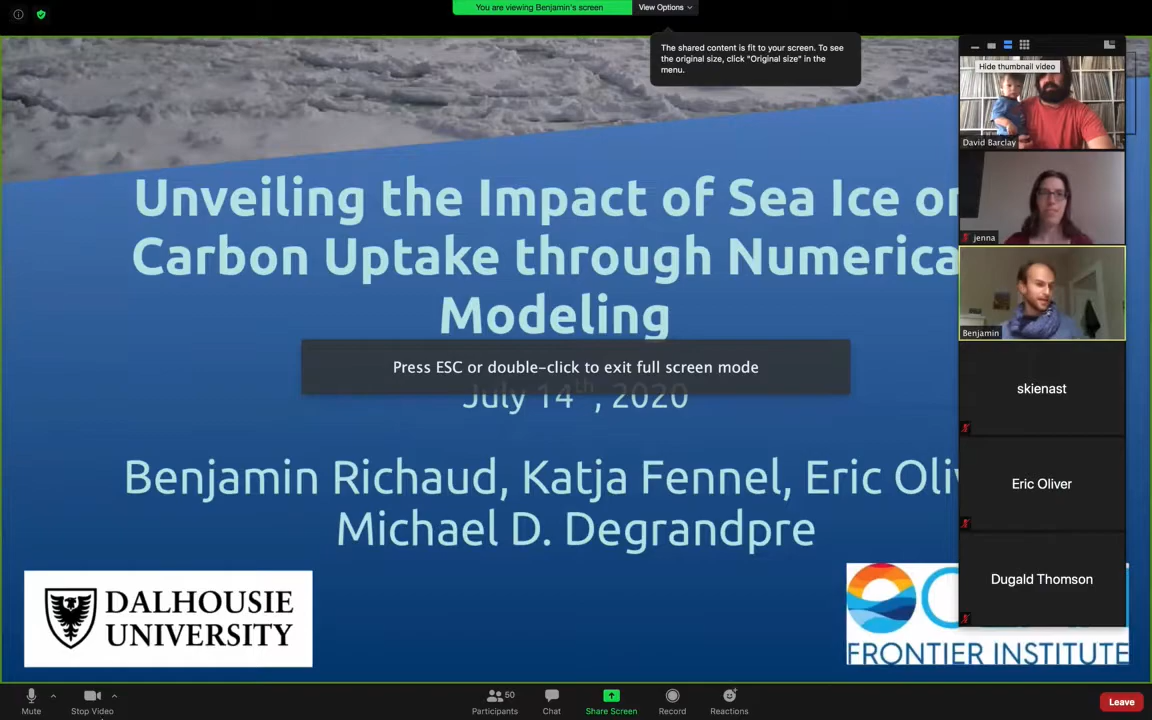 You are viewing Benjamin's screen
View Options
The shared content is fit to your screen. To see
the original size, click "Original size" in the
menu.
Hide thumbnail video
David Barclay
jenna
Benjamin
skienast
Eric Oliver
Dugald Thomson
Unveiling the Impact of Sea Ice on
Carbon Uptake through Numerica
Modeling
Press ESC or double-click to exit full screen mode
July 14th, 2020
Benjamin Richaud, Katja Fennel, Eric Oliv
Michael D. Degrandpre
DALHOUSIE
UNIVERSITY
FRONTIER INSTITUTE
Mute
Stop Video
50
Participants
Chat
Share Screen
Record
Reactions
Leave